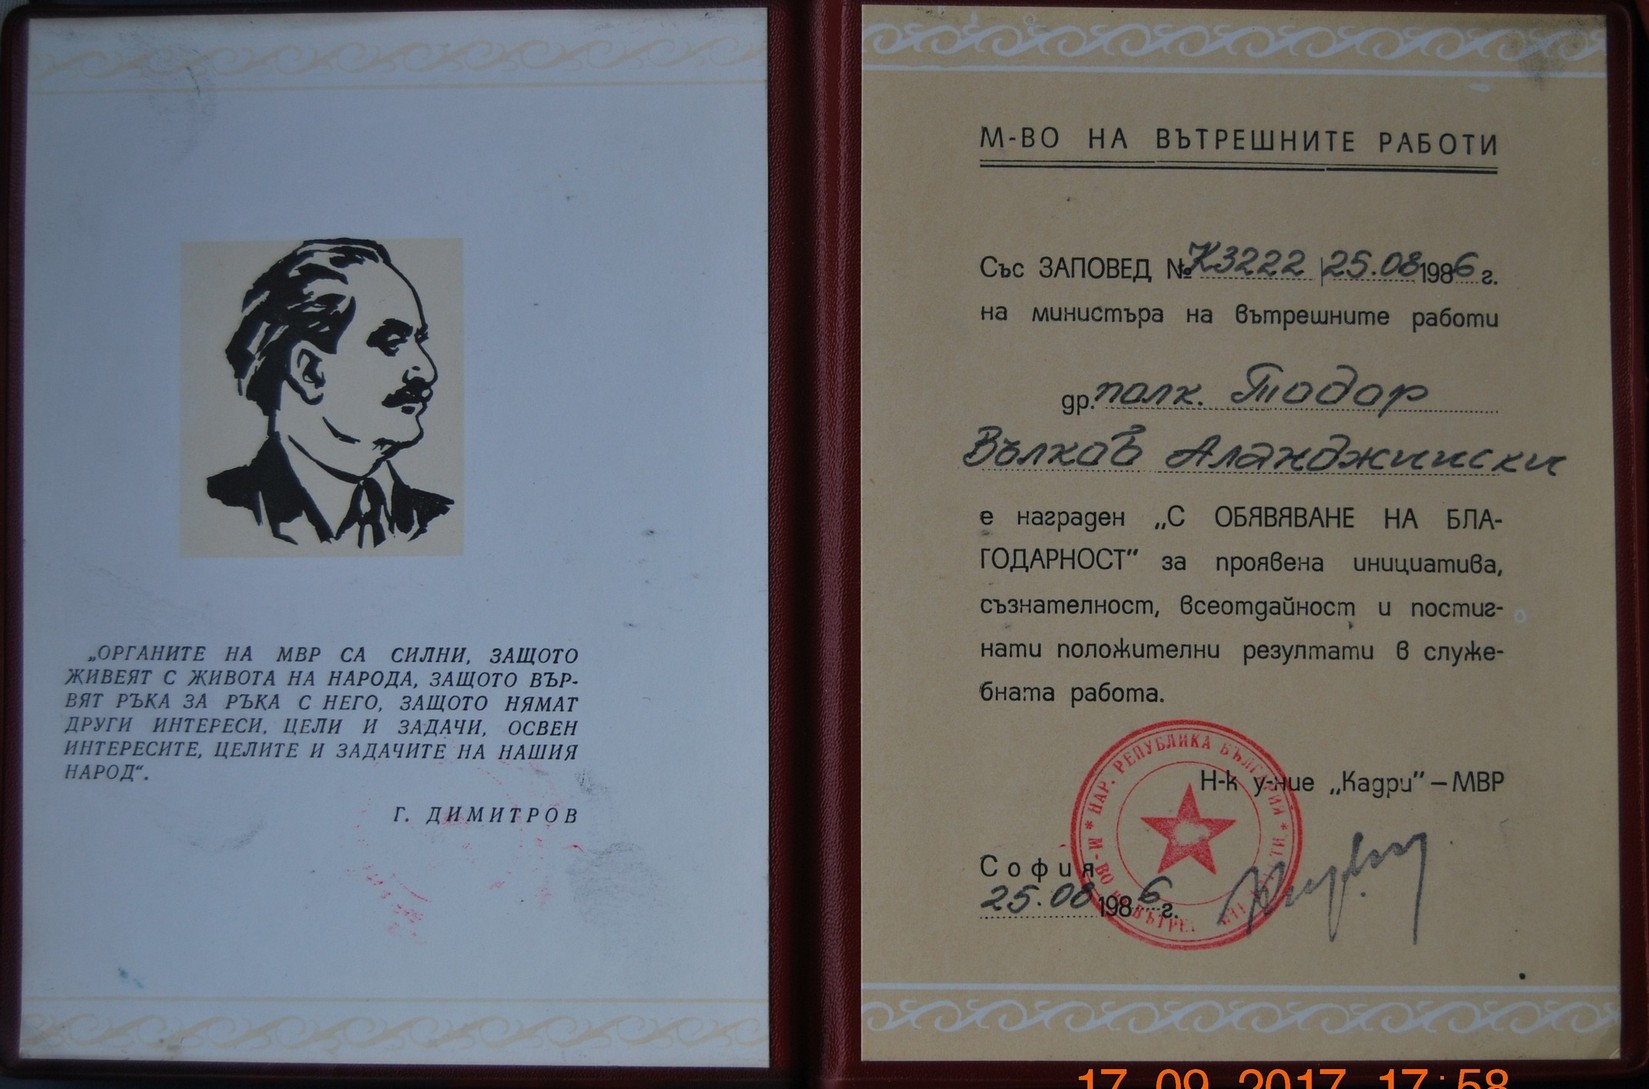 „ОРГАНИТЕ НА МВР СА СИЛНИ, ЗАЩОТО
ЖИВЕЯТ С ЖИВОТА НА НАРОДА, ЗАЩОТО ВЪР-
ВЯТ РЪКА ЗА РЪКА С НЕГО, ЗАЩОТО НЯМАТ
ДРУГИ ИНТЕРЕСИ, ЦЕЛИ И ЗАДАЧИ, ОСВЕН
ИНТЕРЕСИТЕ, ЦЕЛИТЕ И ЗАДАЧИТЕ НА НАШИЯ
НАРОД“.
Г. ДИМИТРОВ
М-ВО НА ВЪТРЕШНИТЕ РАБОТИ
Със ЗАПОВЕД № К3222 | 25.08 1986 г.
на министъра на вътрешните работи
др. полк. Тодор
Вълков Аланджийски
е награден „С ОБЯВЯВАНЕ НА БЛА-
ГОДАРНОСТ" за проявена инициатива,
съзнателност, всеотдайност и постиг-
нати положителни резултати в служе-
бната работа.
Н-к у-ние „Кадри" – МВР
НАР. РЕПУБЛИКА БЪЛГАРИЯ * М-ВО
София
25.08 1986 г.
17 09 2017 17:58